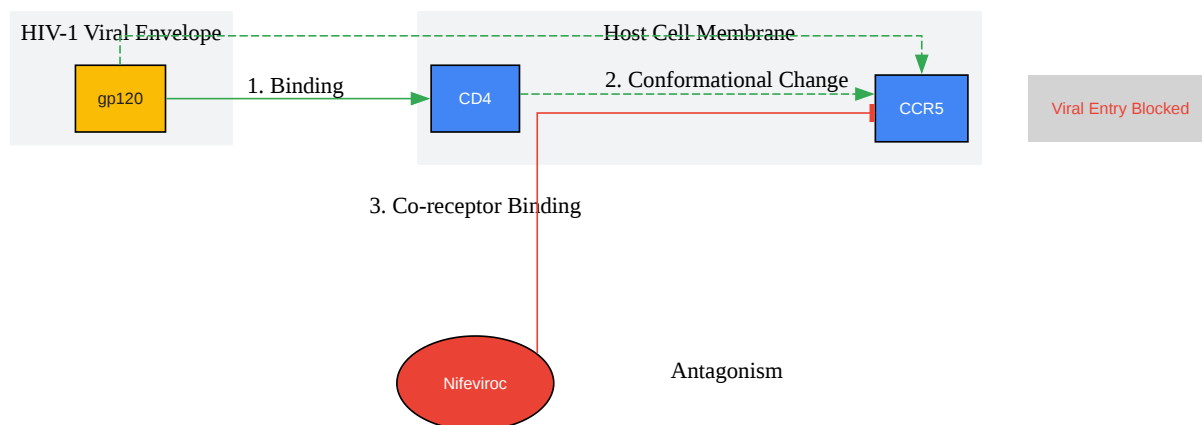 HIV-1 Viral Envelope
Host Cell Membrane
gp120
1. Binding
CD4
2. Conformational Change
CCR5
Viral Entry Blocked
3. Co-receptor Binding
Nifeviroc
Antagonism